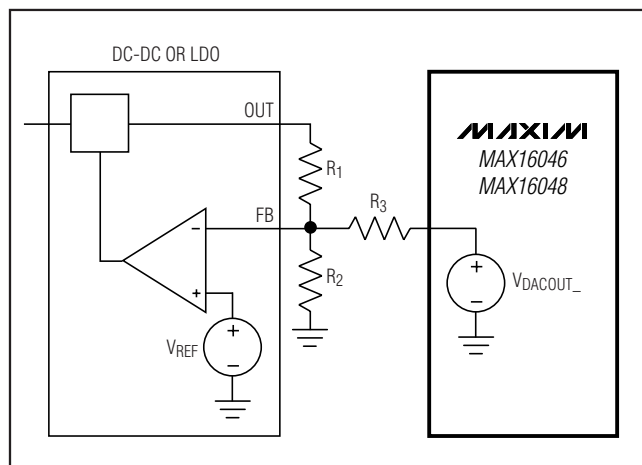 DC-DC OR LDO
OUT
R1
FB
R3
R2
VREF
MAXIM
MAX16046
MAX16048
VDACOUT_
+
-
-
+
+
-